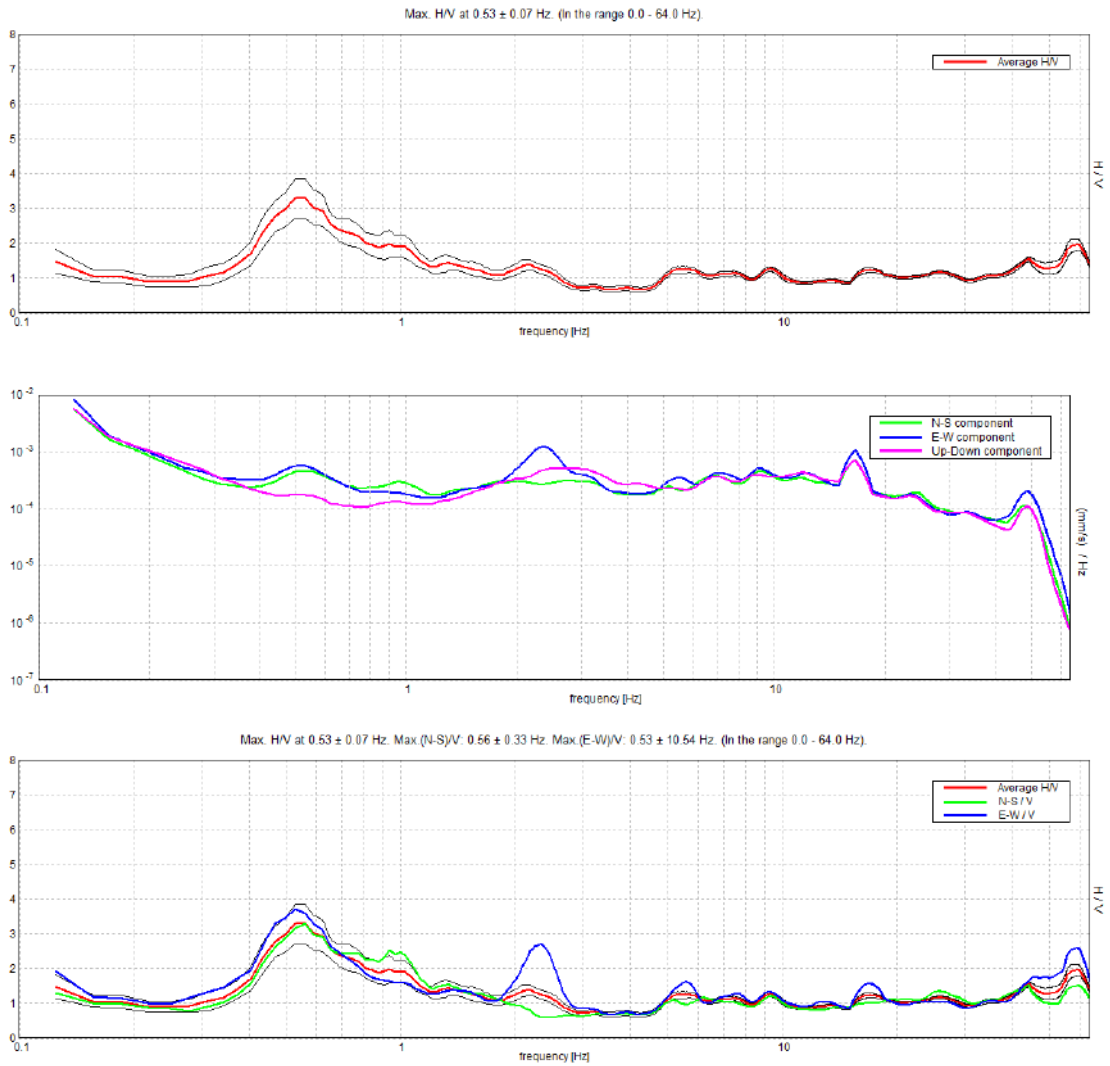 Max. H/V at 0.53 ± 0.07 Hz. (In the range 0.0 - 64.0 Hz).
8
7
6
5
4
3
2
1
0
Average H/V
H / V
0.1
1
10
frequency [Hz]
10⁻²
10⁻³
10⁻⁴
10⁻⁵
10⁻⁶
10⁻⁷
N-S component
E-W component
Up-Down component
(mm/s) / Hz
0.1
1
10
frequency [Hz]
Max. H/V at 0.53 ± 0.07 Hz. Max.(N-S)/V: 0.56 ± 0.33 Hz. Max.(E-W)/V: 0.53 ± 10.54 Hz. (In the range 0.0 - 64.0 Hz).
8
7
6
5
4
3
2
1
0
Average H/V
N-S / V
E-W / V
H / V
0.1
1
10
frequency [Hz]